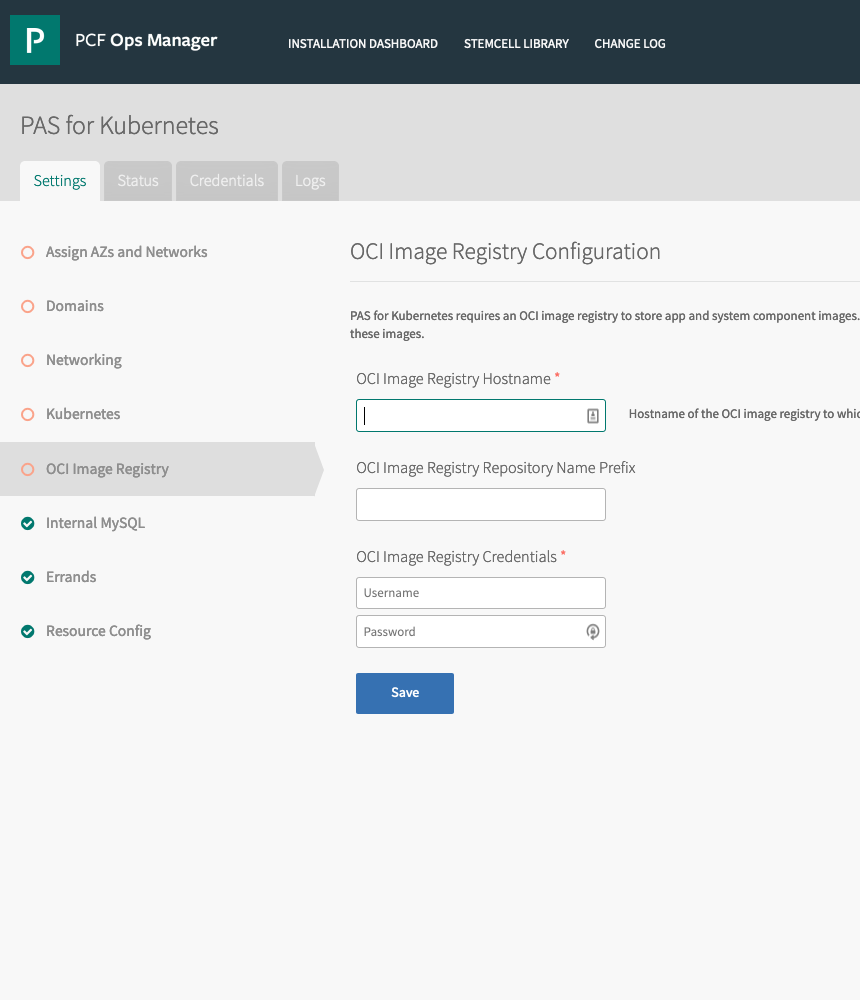 P
PCF Ops Manager
INSTALLATION DASHBOARD
STEMCELL LIBRARY
CHANGE LOG
PAS for Kubernetes
Settings
Status
Credentials
Logs
Assign AZs and Networks
Domains
Networking
Kubernetes
OCI Image Registry
Internal MySQL
Errands
Resource Config
OCI Image Registry Configuration
PAS for Kubernetes requires an OCI image registry to store app and system component images.
these images.
OCI Image Registry Hostname *
Hostname of the OCI image registry to
OCI Image Registry Repository Name Prefix
OCI Image Registry Credentials *
Username
Password
Save